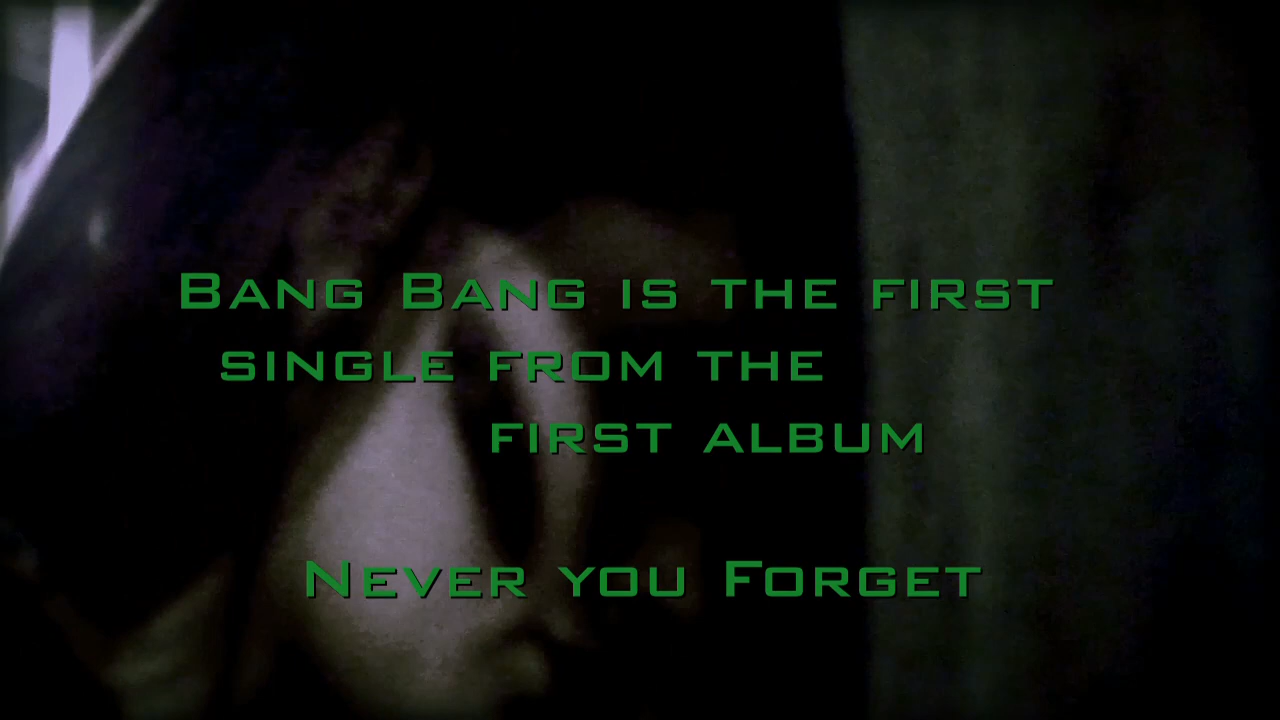 Bang Bang is the first
single from the
first album
Never you Forget